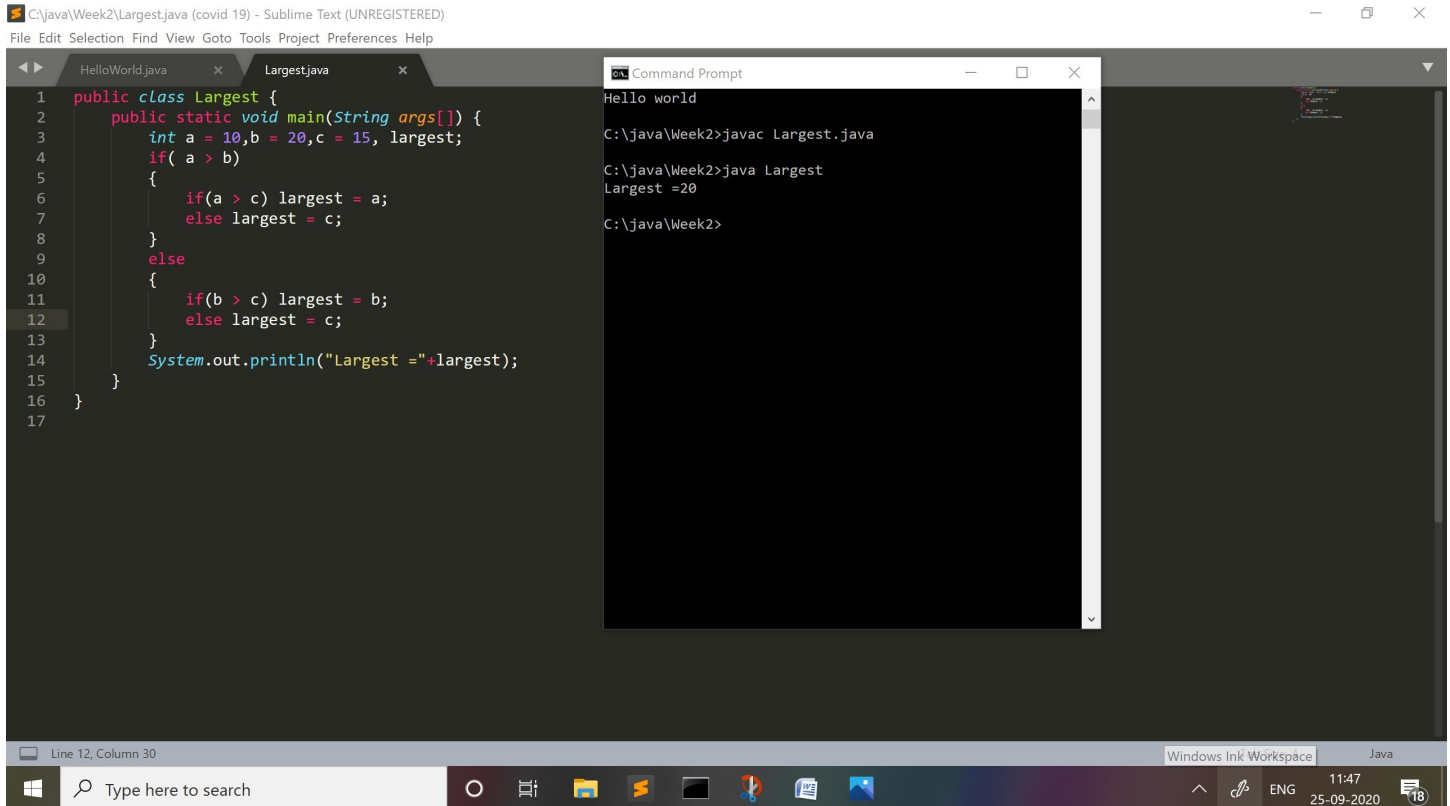 C:\java\Week2\Largest.java (covid 19) - Sublime Text (UNREGISTERED)
File Edit Selection Find View Goto Tools Project Preferences Help
HelloWorld.java
Largest.java
1 public class Largest {
2 public static void main(String args[]) {
3 int a = 10,b = 20,c = 15, largest;
4 if( a > b)
5 {
6 if(a > c) largest = a;
7 else largest = c;
8 }
9 else
10 {
11 if(b > c) largest = b;
12 else largest = c;
13 }
14 System.out.println("Largest ="+largest);
15 }
16 }
17
Command Prompt
Hello world
C:\java\Week2>javac Largest.java
C:\java\Week2>java Largest
Largest =20
C:\java\Week2>
Line 12, Column 30
Windows Ink Workspace
Java
Type here to search
ENG
11:47
25-09-2020
18